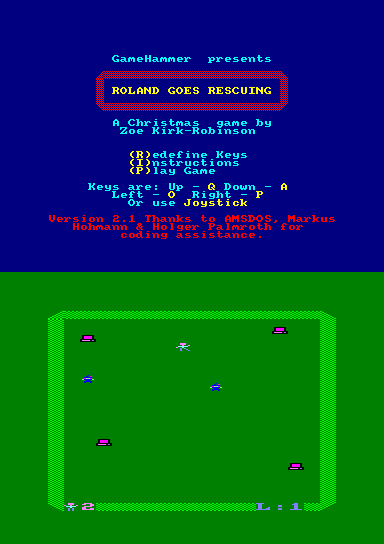 GameHammer presents
ROLAND GOES RESCUING
A Christmas game by
Zoe Kirk-Robinson
(R)edefine Keys
(I)nstructions
(P)lay Game
Keys are: Up - Q Down - A
Left - O Right - P
Or use Joystick
Version 2.1 Thanks to AMSDOS, Markus
Hohmann & Holger Palmroth for
coding assistance.
2 L:1